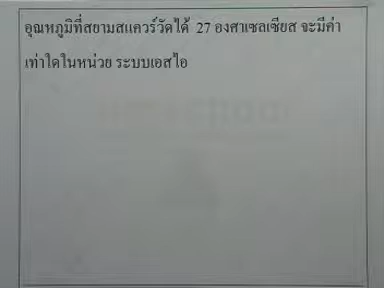 อุณหภูมิที่สยามสแควร์วัดได้ 27 องศาเซลเซียส จะมีค่า
เท่าใดในหน่วย ระบบเอสไอ